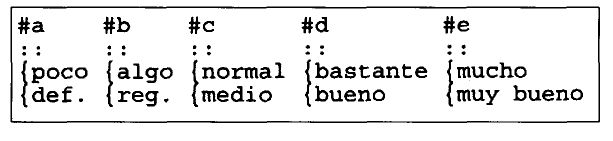 #a #b #c #d #e
:: :: :: :: ::
{poco {algo {normal {bastante {mucho
{def. {reg. {medio {bueno {muy bueno